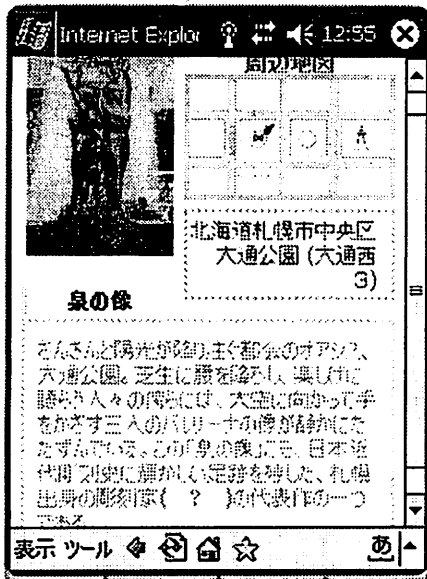 Internet Explor 12:55
周辺地図
北海道札幌市中央区
大通公園 (大通西
3)
泉の像
さんさんと陽光が降り注ぐ都会のオアシス、
大通公園。芝生に腰を降ろし、楽しげに
語らう人々の傍らには、大空に向かって手
をかざす三人のバレリーナの像が静かにた
たずんでいる。この「泉の像」こそ、日本近
代彫刻史に輝かしい足跡を残した、札幌
出身の彫刻家( ? )の代表作の一つ
である
表示 ツール あ